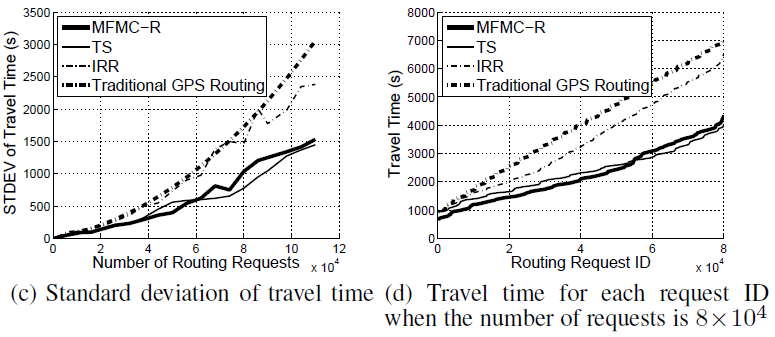 3500
3000
2500
2000
1500
1000
500
0
STDEV of Travel Time (s)
MFMC-R
TS
IRR
Traditional GPS Routing
0 2 4 6 8 10 12
Number of Routing Requests
x 10^4
(c) Standard deviation of travel time
8000
7000
6000
5000
4000
3000
2000
1000
0
Travel Time (s)
MFMC-R
TS
IRR
Traditional GPS Routing
0 2 4 6 8
Routing Request ID
x 10^4
(d) Travel time for each request ID
when the number of requests is 8×10^4